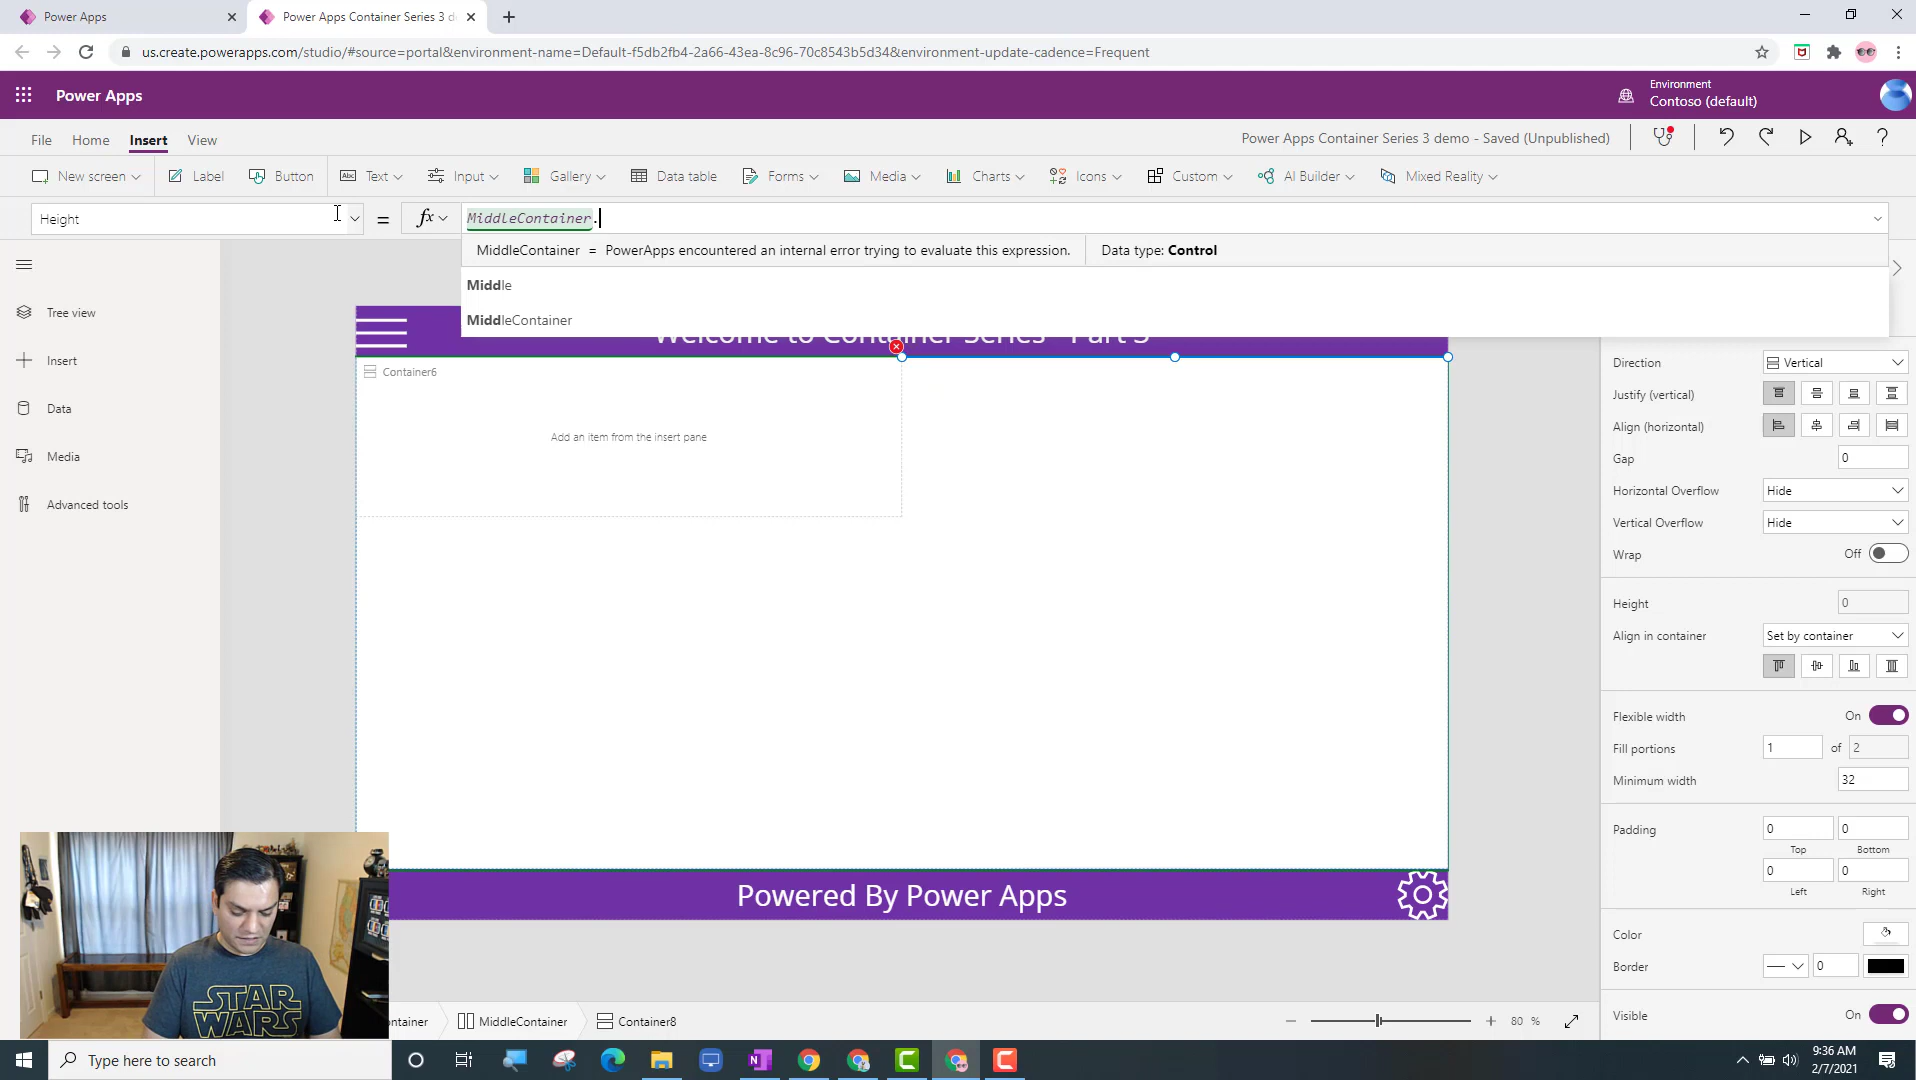 Power Apps
Power Apps Container Series 3 d
us.create.powerapps.com/studio/#source=portal&environment-name=Default-f5db2fb4-2a66-43ea-8c96-70c8543b5d34&environment-update-cadence=Frequent
Power Apps
Environment
Contoso (default)
File Home Insert View
Power Apps Container Series 3 demo - Saved (Unpublished)
New screen Label Button Abc Text Input Gallery Data table Forms Media Charts Icons Custom AI Builder Mixed Reality
Height = fx MiddleContainer.
MiddleContainer = PowerApps encountered an internal error trying to evaluate this expression. Data type: Control
Middle
MiddleContainer
Tree view
Insert
Data
Media
Advanced tools
Welcome to Container Series - Part 3
Container6
Add an item from the insert pane
Powered By Power Apps
Direction Vertical
Justify (vertical)
Align (horizontal)
Gap 0
Horizontal Overflow Hide
Vertical Overflow Hide
Wrap Off
Height 0
Align in container Set by container
Flexible width On
Fill portions 1 of 2
Minimum width 32
Padding 0 0
Top Bottom
0 0
Left Right
Color
Border 0
Visible On
STAR
WARS
ntainer MiddleContainer Container8
80 %
Type here to search
9:36 AM
2/7/2021